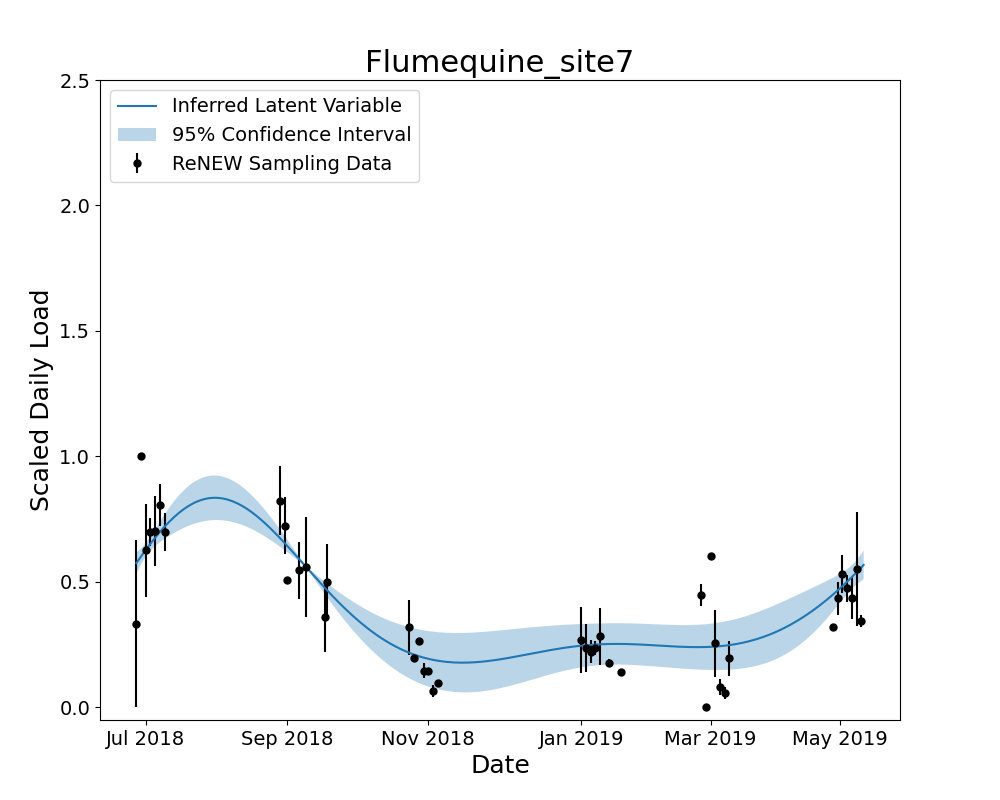 Flumequine_site7
Inferred Latent Variable
95% Confidence Interval
ReNEW Sampling Data
Scaled Daily Load
2.5
2.0
1.5
1.0
0.5
0.0
Jul 2018 Sep 2018 Nov 2018 Jan 2019 Mar 2019 May 2019
Date